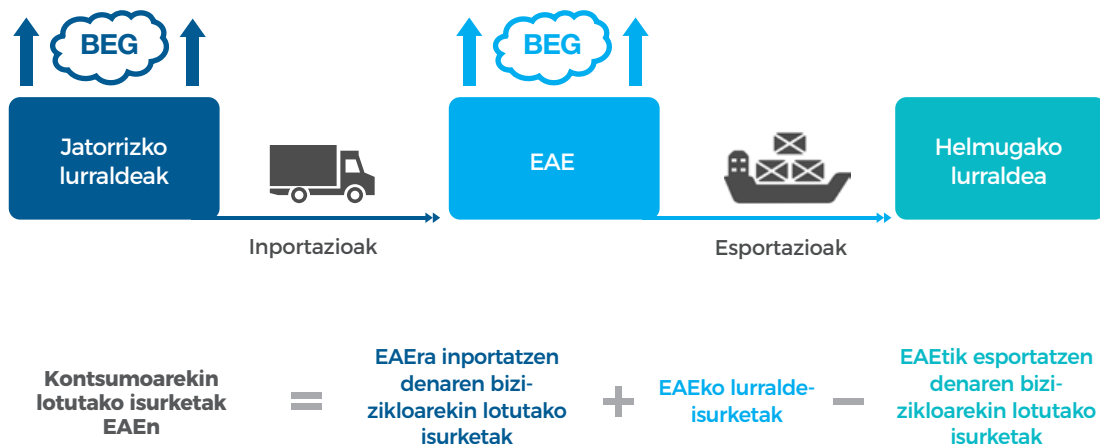 BEG
BEG
Jatorrizko
lurraldeak
EAE
Helmugako
lurraldea
Inportazioak
Esportazioak
Kontsumoarekin
lotutako isurketak
EAEn
=
EAEra inportatzen
denaren bizi-
zikloarekin lotutako
isurketak
+
EAEko lurralde-
isurketak
−
EAEtik esportatzen
denaren bizi-
zikloarekin lotutako
isurketak